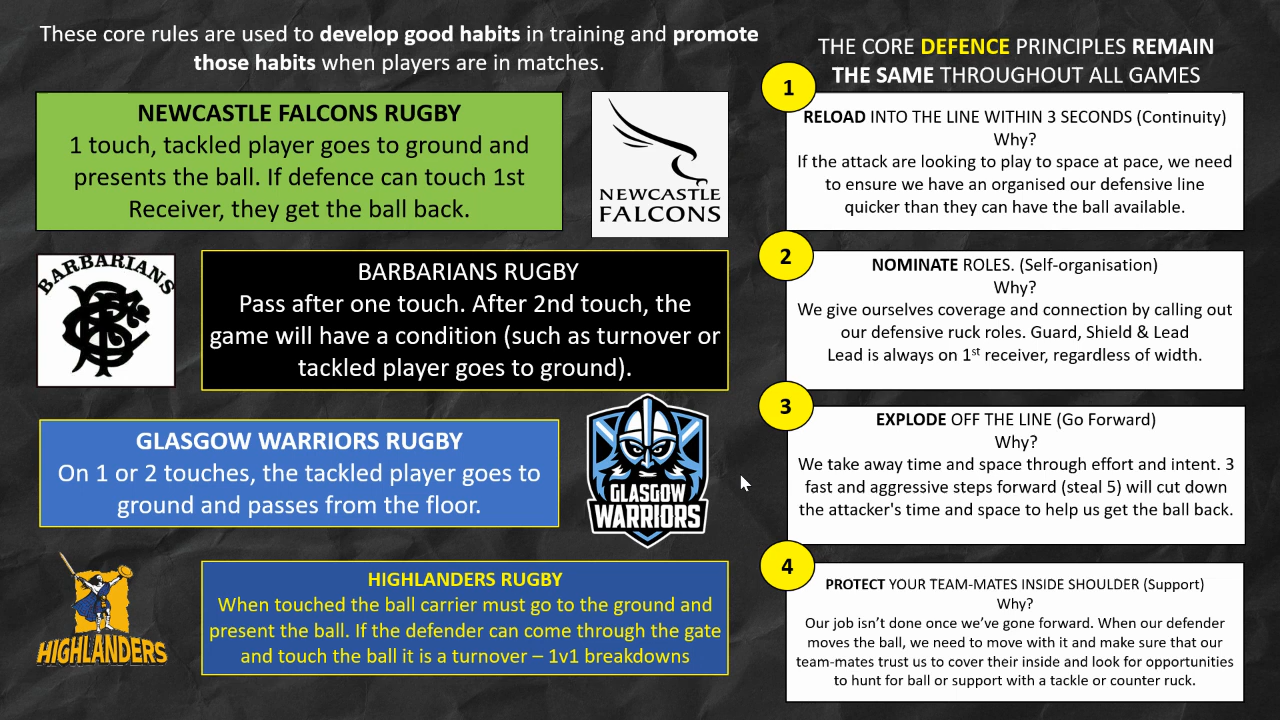 These core rules are used to develop good habits in training and promote
those habits when players are in matches.
NEWCASTLE FALCONS RUGBY
1 touch, tackled player goes to ground and
presents the ball. If defence can touch 1st
Receiver, they get the ball back.
NEWCASTLE
FALCONS
BARBARIANS
BARBARIANS RUGBY
Pass after one touch. After 2nd touch, the
game will have a condition (such as turnover or
tackled player goes to ground).
GLASGOW WARRIORS RUGBY
On 1 or 2 touches, the tackled player goes to
ground and passes from the floor.
GLASGOW
WARRIORS
HIGHLANDERS
HIGHLANDERS RUGBY
When touched the ball carrier must go to the ground and
present the ball. If the defender can come through the gate
and touch the ball it is a turnover – 1v1 breakdowns
THE CORE DEFENCE PRINCIPLES REMAIN
THE SAME THROUGHOUT ALL GAMES
1
RELOAD INTO THE LINE WITHIN 3 SECONDS (Continuity)
Why?
If the attack are looking to play to space at pace, we need
to ensure we have an organised our defensive line
quicker than they can have the ball available.
2
NOMINATE ROLES. (Self-organisation)
Why?
We give ourselves coverage and connection by calling out
our defensive ruck roles. Guard, Shield & Lead
Lead is always on 1st receiver, regardless of width.
3
EXPLODE OFF THE LINE (Go Forward)
Why?
We take away time and space through effort and intent. 3
fast and aggressive steps forward (steal 5) will cut down
the attacker's time and space to help us get the ball back.
4
PROTECT YOUR TEAM-MATES INSIDE SHOULDER (Support)
Why?
Our job isn't done once we've gone forward. When our defender
moves the ball, we need to move with it and make sure that our
team-mates trust us to cover their inside and look for opportunities
to hunt for ball or support with a tackle or counter ruck.